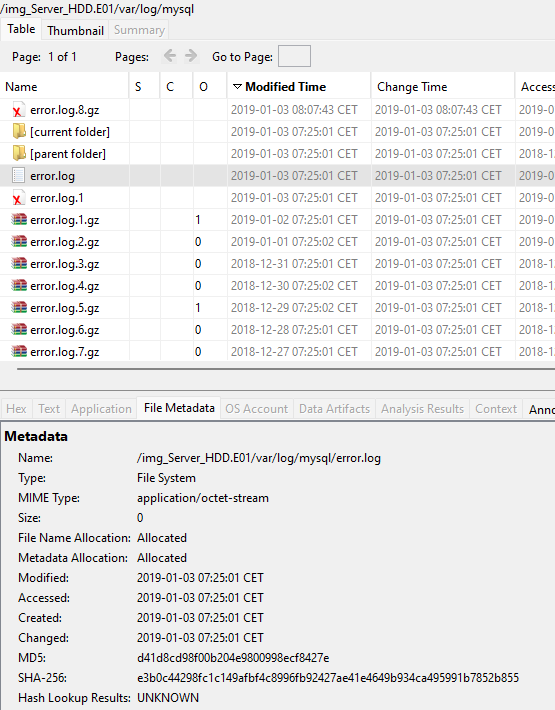 /img_Server_HDD.E01/var/log/mysql
Table Thumbnail Summary
Page: 1 of 1 Pages: Go to Page:
Name S C O Modified Time Change Time Access
error.log.8.gz 2019-01-03 08:07:43 CET 2019-01-03 08:07:43 CET 2019-0
[current folder] 2019-01-03 07:25:01 CET 2019-01-03 07:25:01 CET 2019-0
[parent folder] 2019-01-03 07:25:01 CET 2019-01-03 07:25:01 CET 2018-1
error.log 2019-01-03 07:25:01 CET 2019-01-03 07:25:01 CET 2019-0
error.log.1 2019-01-03 07:25:01 CET 2019-01-03 07:25:01 CET 2019-0
error.log.1.gz 1 2019-01-02 07:25:01 CET 2019-01-03 07:25:01 CET 2019-0
error.log.2.gz 0 2019-01-01 07:25:02 CET 2019-01-03 07:25:01 CET 2019-0
error.log.3.gz 0 2018-12-31 07:25:01 CET 2019-01-03 07:25:01 CET 2018-1
error.log.4.gz 0 2018-12-30 07:25:02 CET 2019-01-03 07:25:01 CET 2018-1
error.log.5.gz 1 2018-12-29 07:25:02 CET 2019-01-03 07:25:01 CET 2018-1
error.log.6.gz 0 2018-12-28 07:25:01 CET 2019-01-03 07:25:01 CET 2018-1
error.log.7.gz 0 2018-12-27 07:25:01 CET 2019-01-03 07:25:01 CET 2018-1
Hex Text Application File Metadata OS Account Data Artifacts Analysis Results Context Anno
Metadata
Name: /img_Server_HDD.E01/var/log/mysql/error.log
Type: File System
MIME Type: application/octet-stream
Size: 0
File Name Allocation: Allocated
Metadata Allocation: Allocated
Modified: 2019-01-03 07:25:01 CET
Accessed: 2019-01-03 07:25:01 CET
Created: 2019-01-03 07:25:01 CET
Changed: 2019-01-03 07:25:01 CET
MD5: d41d8cd98f00b204e9800998ecf8427e
SHA-256: e3b0c44298fc1c149afbf4c8996fb92427ae41e4649b934ca495991b7852b855
Hash Lookup Results: UNKNOWN